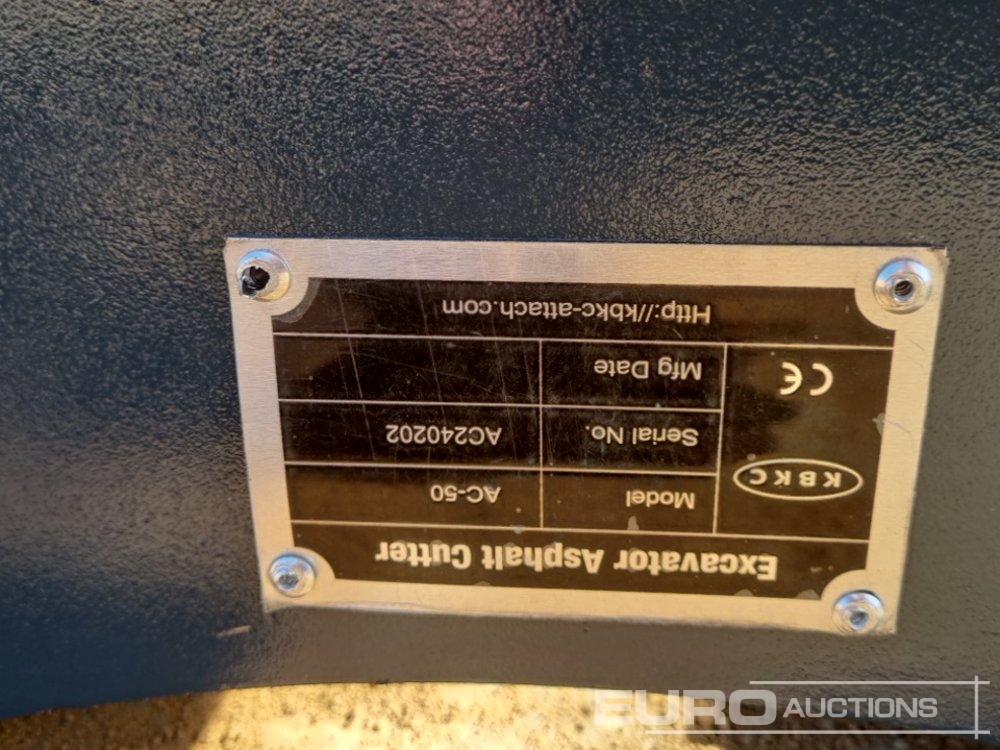 Excavator Asphalt Cutter
KBKC
CE
Model AC-50
Serial No. AC240202
Mfg Date
Http://kbkc-attach.com
EURO AUCTIONS